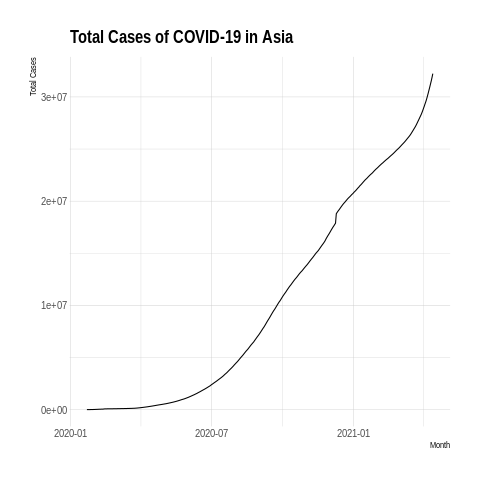 Total Cases of COVID-19 in Asia
Total Cases
3e+07
2e+07
1e+07
0e+00
2020-01 2020-07 2021-01
Month